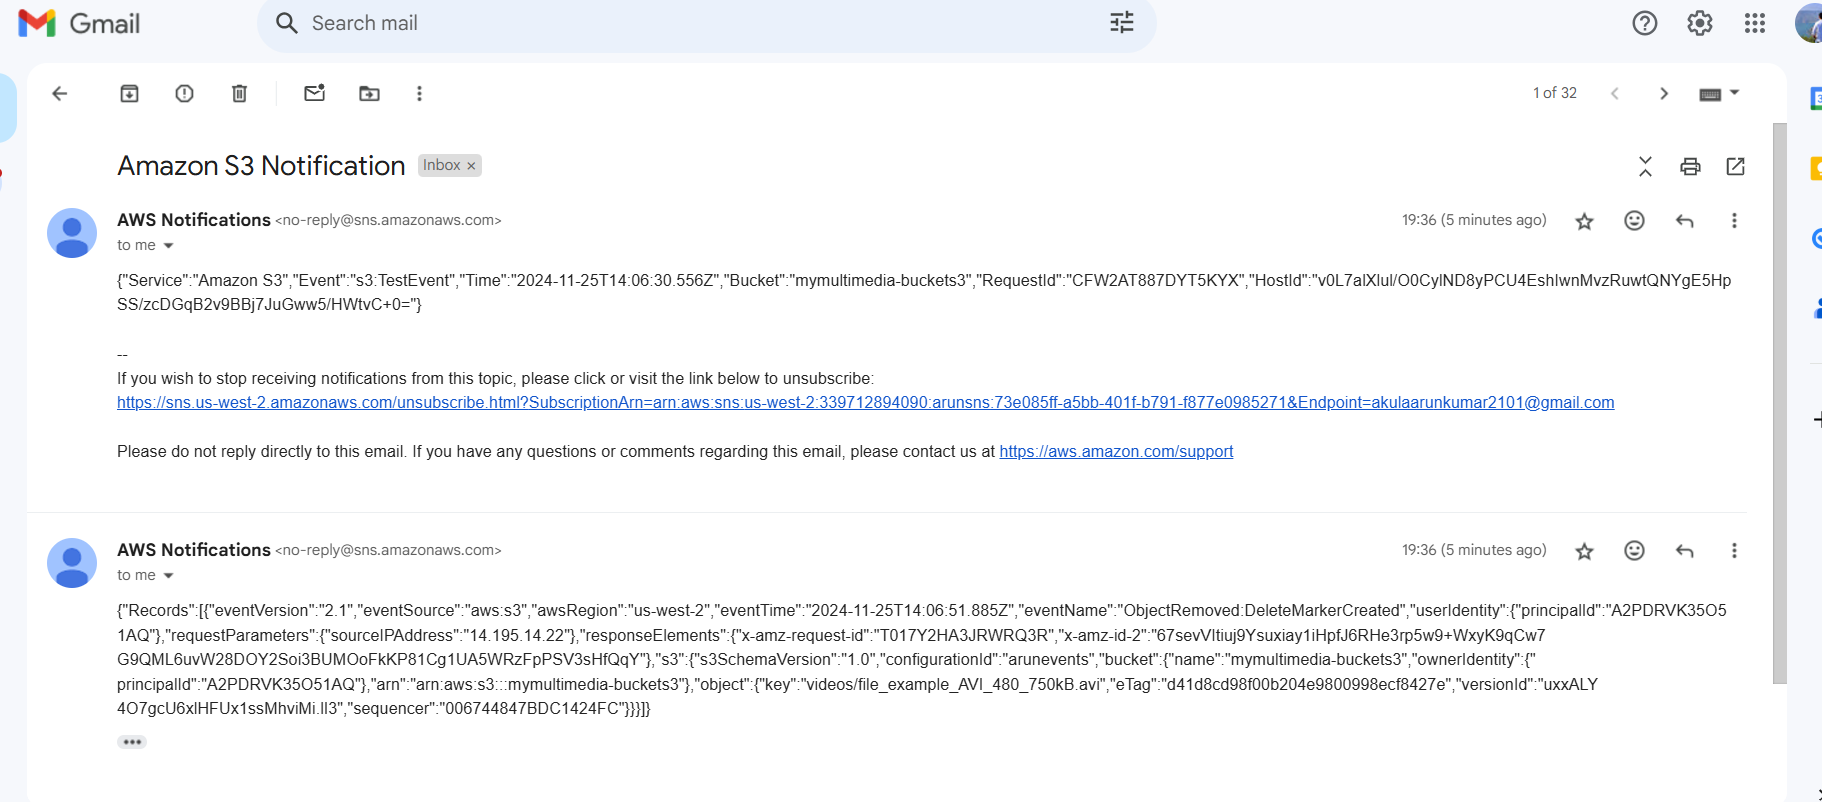 Gmail
Search mail
1 of 32
Amazon S3 Notification Inbox ×
AWS Notifications <no-reply@sns.amazonaws.com> 19:36 (5 minutes ago)
to me
{"Service":"Amazon S3","Event":"s3:TestEvent","Time":"2024-11-25T14:06:30.556Z","Bucket":"mymultimedia-buckets3","RequestId":"CFW2AT887DYT5KYX","HostId":"v0L7alXlul/O0CylND8yPCU4EshlwnMvzRuwtQNYgE5Hp
SS/zcDGqB2v9BBj7JuGww5/HWtvC+0="}
--
If you wish to stop receiving notifications from this topic, please click or visit the link below to unsubscribe:
https://sns.us-west-2.amazonaws.com/unsubscribe.html?SubscriptionArn=arn:aws:sns:us-west-2:339712894090:arunsns:73e085ff-a5bb-401f-b791-f877e0985271&Endpoint=akulaarunkumar2101@gmail.com
Please do not reply directly to this email. If you have any questions or comments regarding this email, please contact us at https://aws.amazon.com/support
AWS Notifications <no-reply@sns.amazonaws.com> 19:36 (5 minutes ago)
to me
{"Records":[{"eventVersion":"2.1","eventSource":"aws:s3","awsRegion":"us-west-2","eventTime":"2024-11-25T14:06:51.885Z","eventName":"ObjectRemoved:DeleteMarkerCreated","userIdentity":{"principalId":"A2PDRVK35O5
1AQ"},"requestParameters":{"sourceIPAddress":"14.195.14.22"},"responseElements":{"x-amz-request-id":"T017Y2HA3JRWRQ3R","x-amz-id-2":"67sevVltiuj9Ysuxiay1iHpfJ6RHe3rp5w9+WxyK9qCw7
G9QML6uvW28DOY2Soi3BUMOoFkKP81Cg1UA5WRzFpPSV3sHfQqY"},"s3":{"s3SchemaVersion":"1.0","configurationId":"arunevents","bucket":{"name":"mymultimedia-buckets3","ownerIdentity":{"
principalId":"A2PDRVK35O51AQ"},"arn":"arn:aws:s3:::mymultimedia-buckets3"},"object":{"key":"videos/file_example_AVI_480_750kB.avi","eTag":"d41d8cd98f00b204e9800998ecf8427e","versionId":"uxxALY
4O7gcU6xlHFUx1ssMhviMi.lI3","sequencer":"006744847BDC1424FC"}}}]}